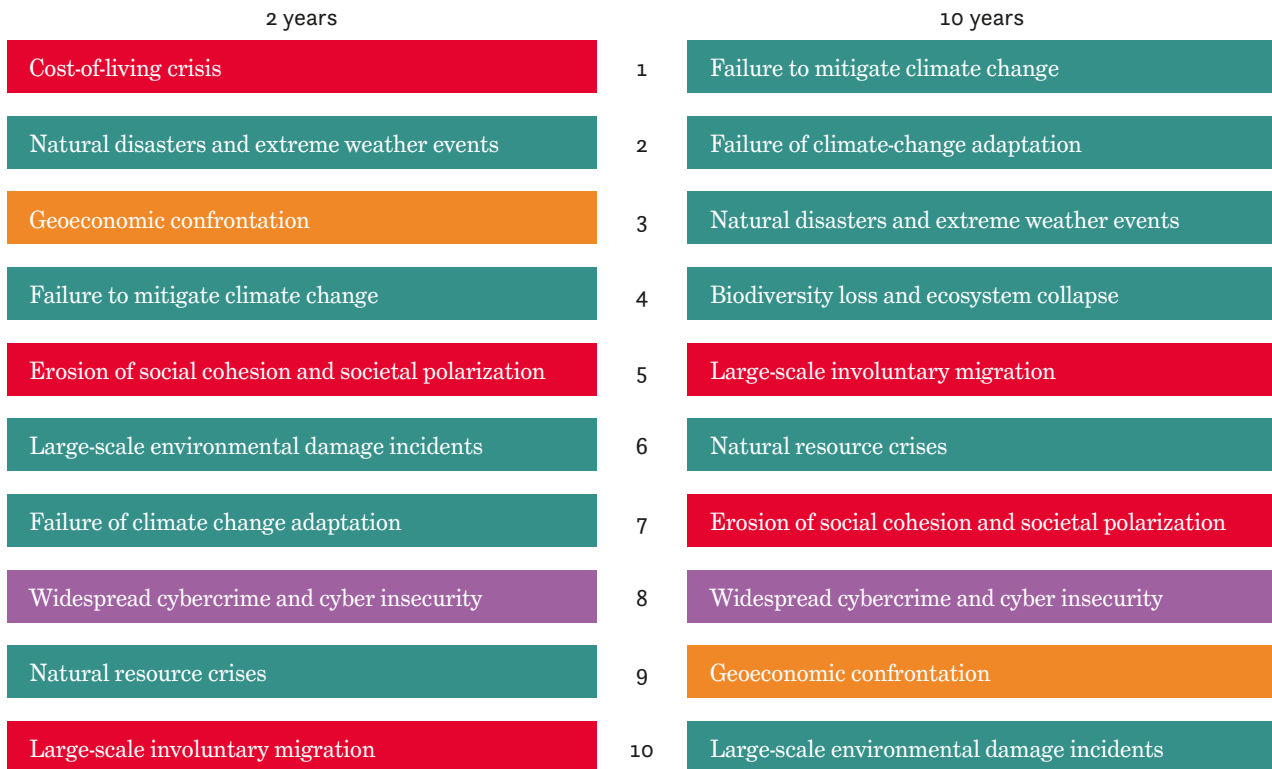 2 years
10 years
Cost-of-living crisis
1
Failure to mitigate climate change
Natural disasters and extreme weather events
2
Failure of climate-change adaptation
Geoeconomic confrontation
3
Natural disasters and extreme weather events
Failure to mitigate climate change
4
Biodiversity loss and ecosystem collapse
Erosion of social cohesion and societal polarization
5
Large-scale involuntary migration
Large-scale environmental damage incidents
6
Natural resource crises
Failure of climate change adaptation
7
Erosion of social cohesion and societal polarization
Widespread cybercrime and cyber insecurity
8
Widespread cybercrime and cyber insecurity
Natural resource crises
9
Geoeconomic confrontation
Large-scale involuntary migration
10
Large-scale environmental damage incidents